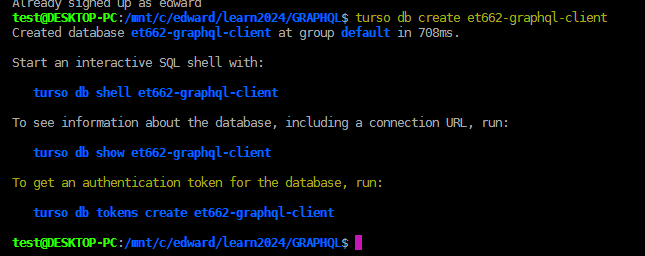 Already signed up as edward
test@DESKTOP-PC:/mnt/c/edward/learn2024/GRAPHQL$ turso db create et662-graphql-client
Created database et662-graphql-client at group default in 708ms.
Start an interactive SQL shell with:
turso db shell et662-graphql-client
To see information about the database, including a connection URL, run:
turso db show et662-graphql-client
To get an authentication token for the database, run:
turso db tokens create et662-graphql-client
test@DESKTOP-PC:/mnt/c/edward/learn2024/GRAPHQL$